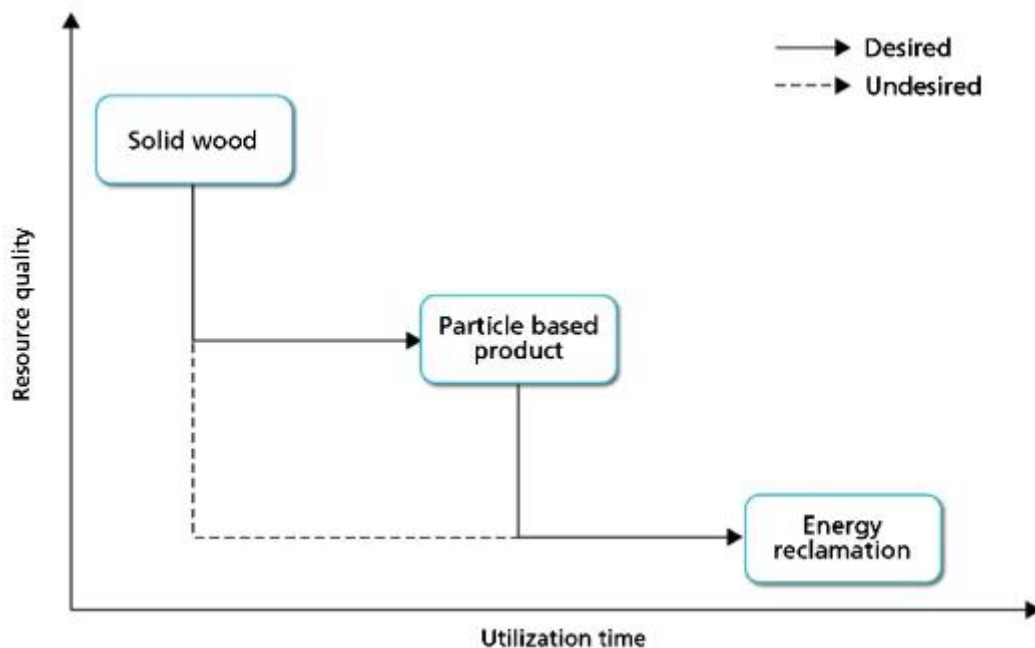 Desired
Undesired
Solid wood
Particle based
product
Energy
reclamation
Resource quality
Utilization time